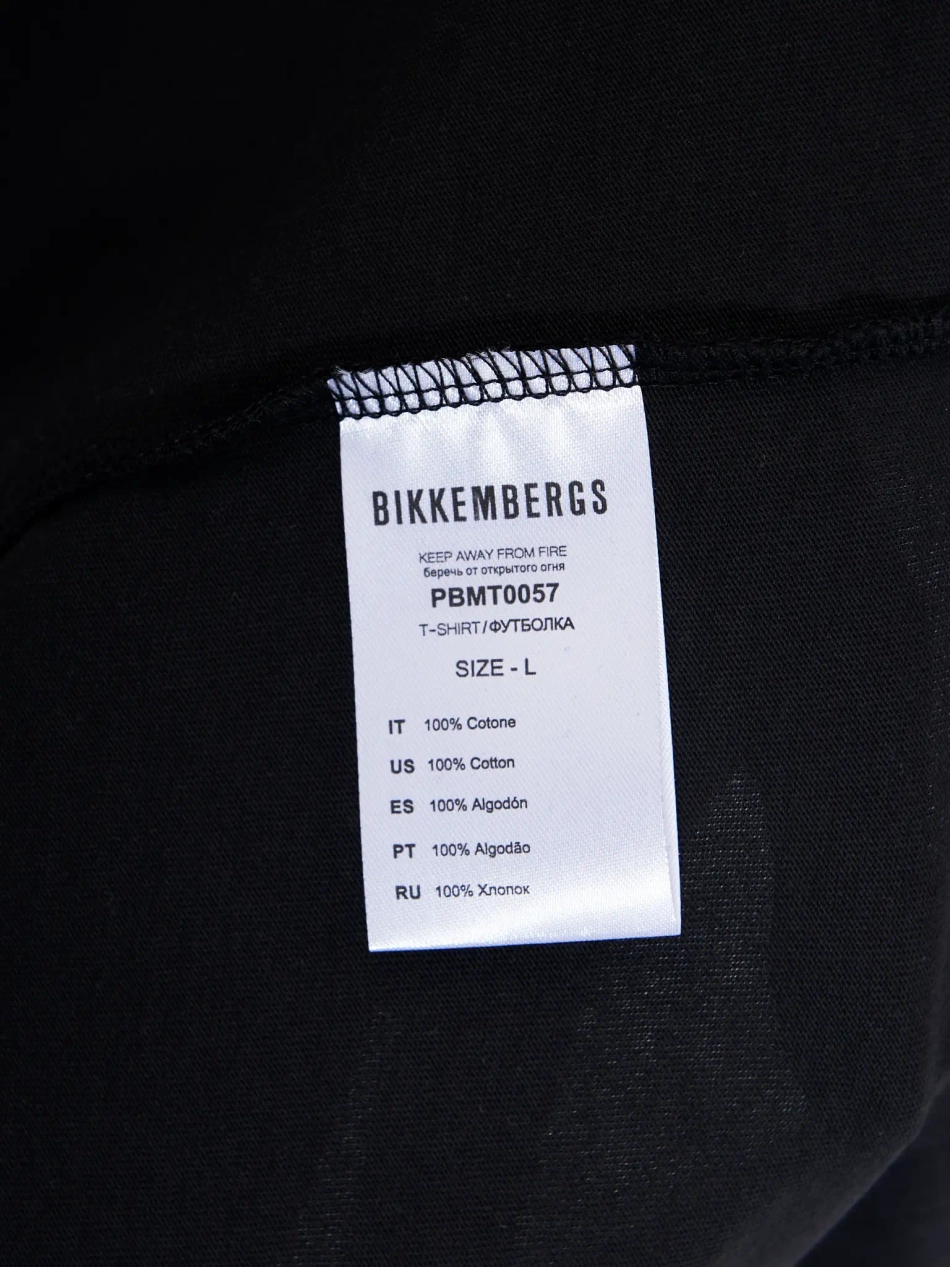 BIKKEMBERGS
KEEP AWAY FROM FIRE
беречь от открытого огня
PBMT0057
T-SHIRT/ФУТБОЛКА
SIZE - L
IT 100% Cotone
US 100% Cotton
ES 100% Algodón
PT 100% Algodão
RU 100% Хлопок